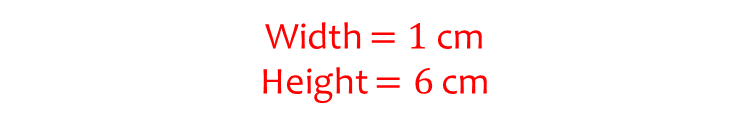 Width = 1 cm
Height = 6 cm